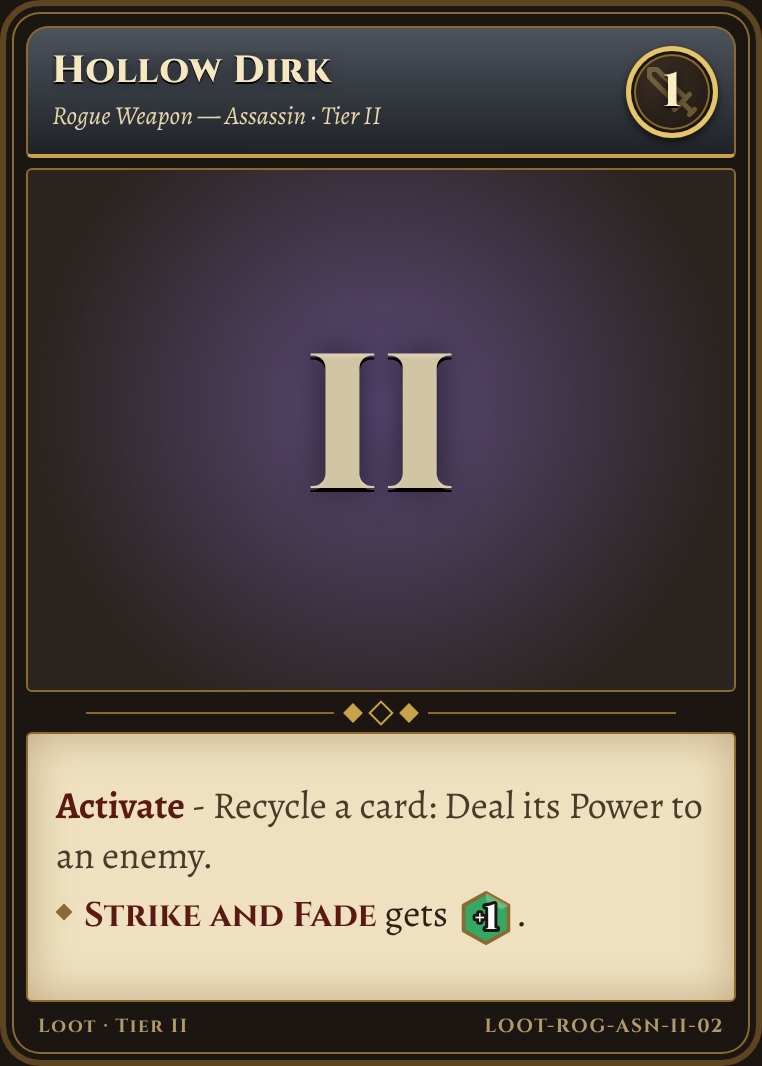 Hollow Dirk
Rogue Weapon — Assassin · Tier II
1
II
Activate - Recycle a card: Deal its Power to
an enemy.
Strike and Fade gets +1 .
Loot · Tier II
LOOT-ROG-ASN-II-02